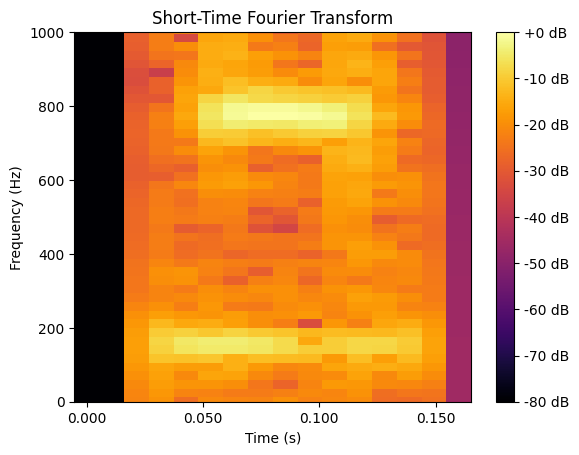 Short-Time Fourier Transform
1000
800
600
400
200
0
Frequency (Hz)
0.000
0.050
0.100
0.150
Time (s)
+0 dB
-10 dB
-20 dB
-30 dB
-40 dB
-50 dB
-60 dB
-70 dB
-80 dB